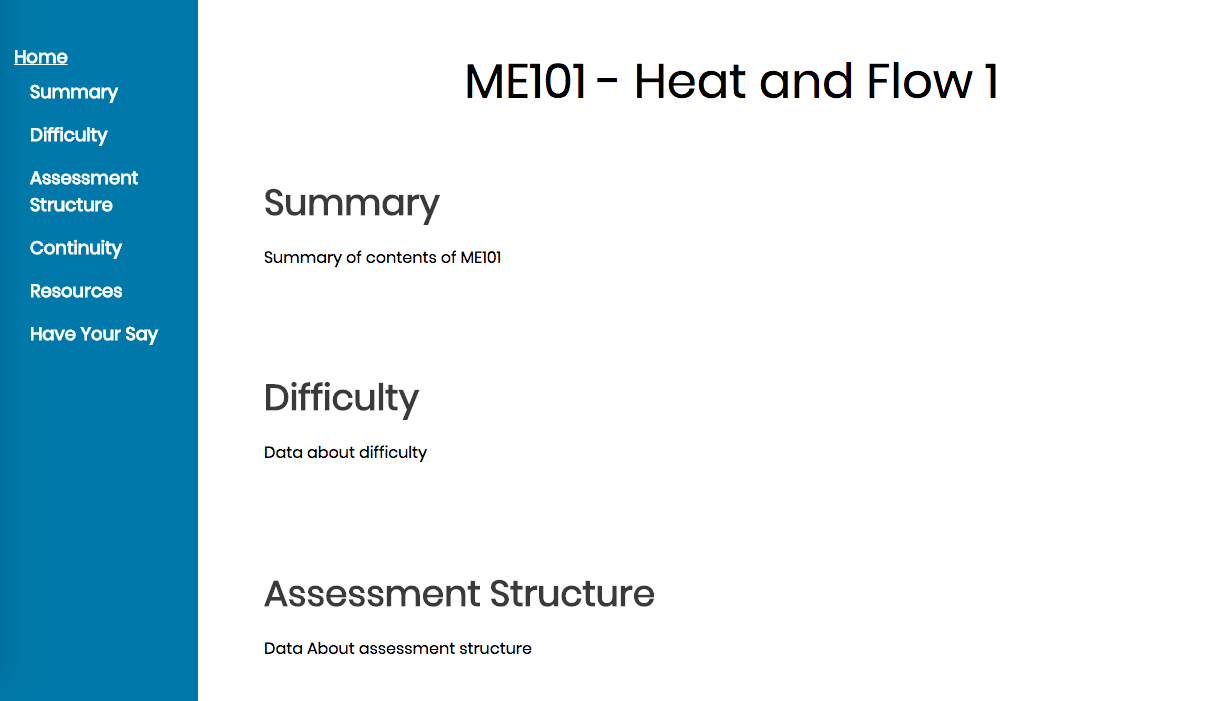 Home
Summary
Difficulty
Assessment
Structure
Continuity
Resources
Have Your Say
ME101 - Heat and Flow 1
Summary
Summary of contents of ME101
Difficulty
Data about difficulty
Assessment Structure
Data About assessment structure